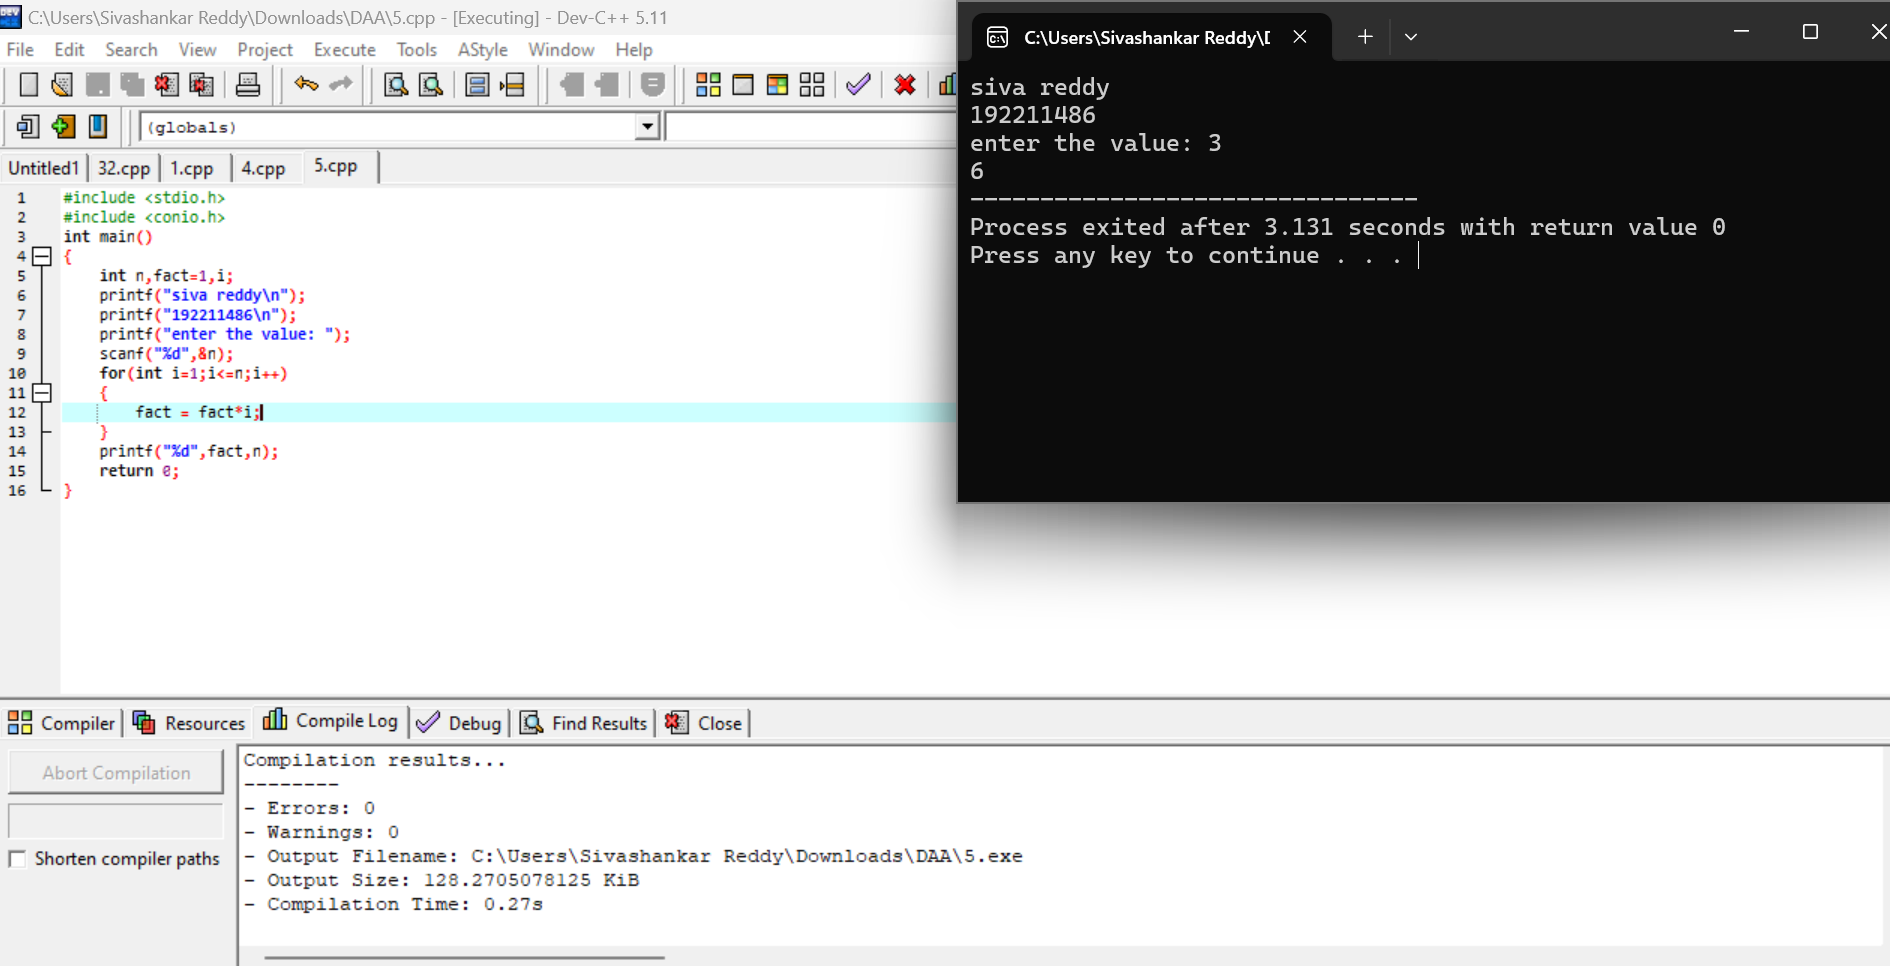 C:\Users\Sivashankar Reddy\Downloads\DAA\5.cpp - [Executing] - Dev-C++ 5.11
File Edit Search View Project Execute Tools AStyle Window Help
(globals)
Untitled1 32.cpp 1.cpp 4.cpp 5.cpp
1 #include <stdio.h>
2 #include <conio.h>
3 int main()
4 {
5 int n,fact=1,i;
6 printf("siva reddy\n");
7 printf("192211486\n");
8 printf("enter the value: ");
9 scanf("%d",&n);
10 for(int i=1;i<=n;i++)
11 {
12 fact = fact*i;
13 }
14 printf("%d",fact,n);
15 return 0;
16 }
C:\Users\Sivashankar Reddy\D
siva reddy
192211486
enter the value: 3
6
--------------------------------
Process exited after 3.131 seconds with return value 0
Press any key to continue . . .
Compiler Resources Compile Log Debug Find Results Close
Abort Compilation
Shorten compiler paths
Compilation results...
--------
- Errors: 0
- Warnings: 0
- Output Filename: C:\Users\Sivashankar Reddy\Downloads\DAA\5.exe
- Output Size: 128.2705078125 KiB
- Compilation Time: 0.27s